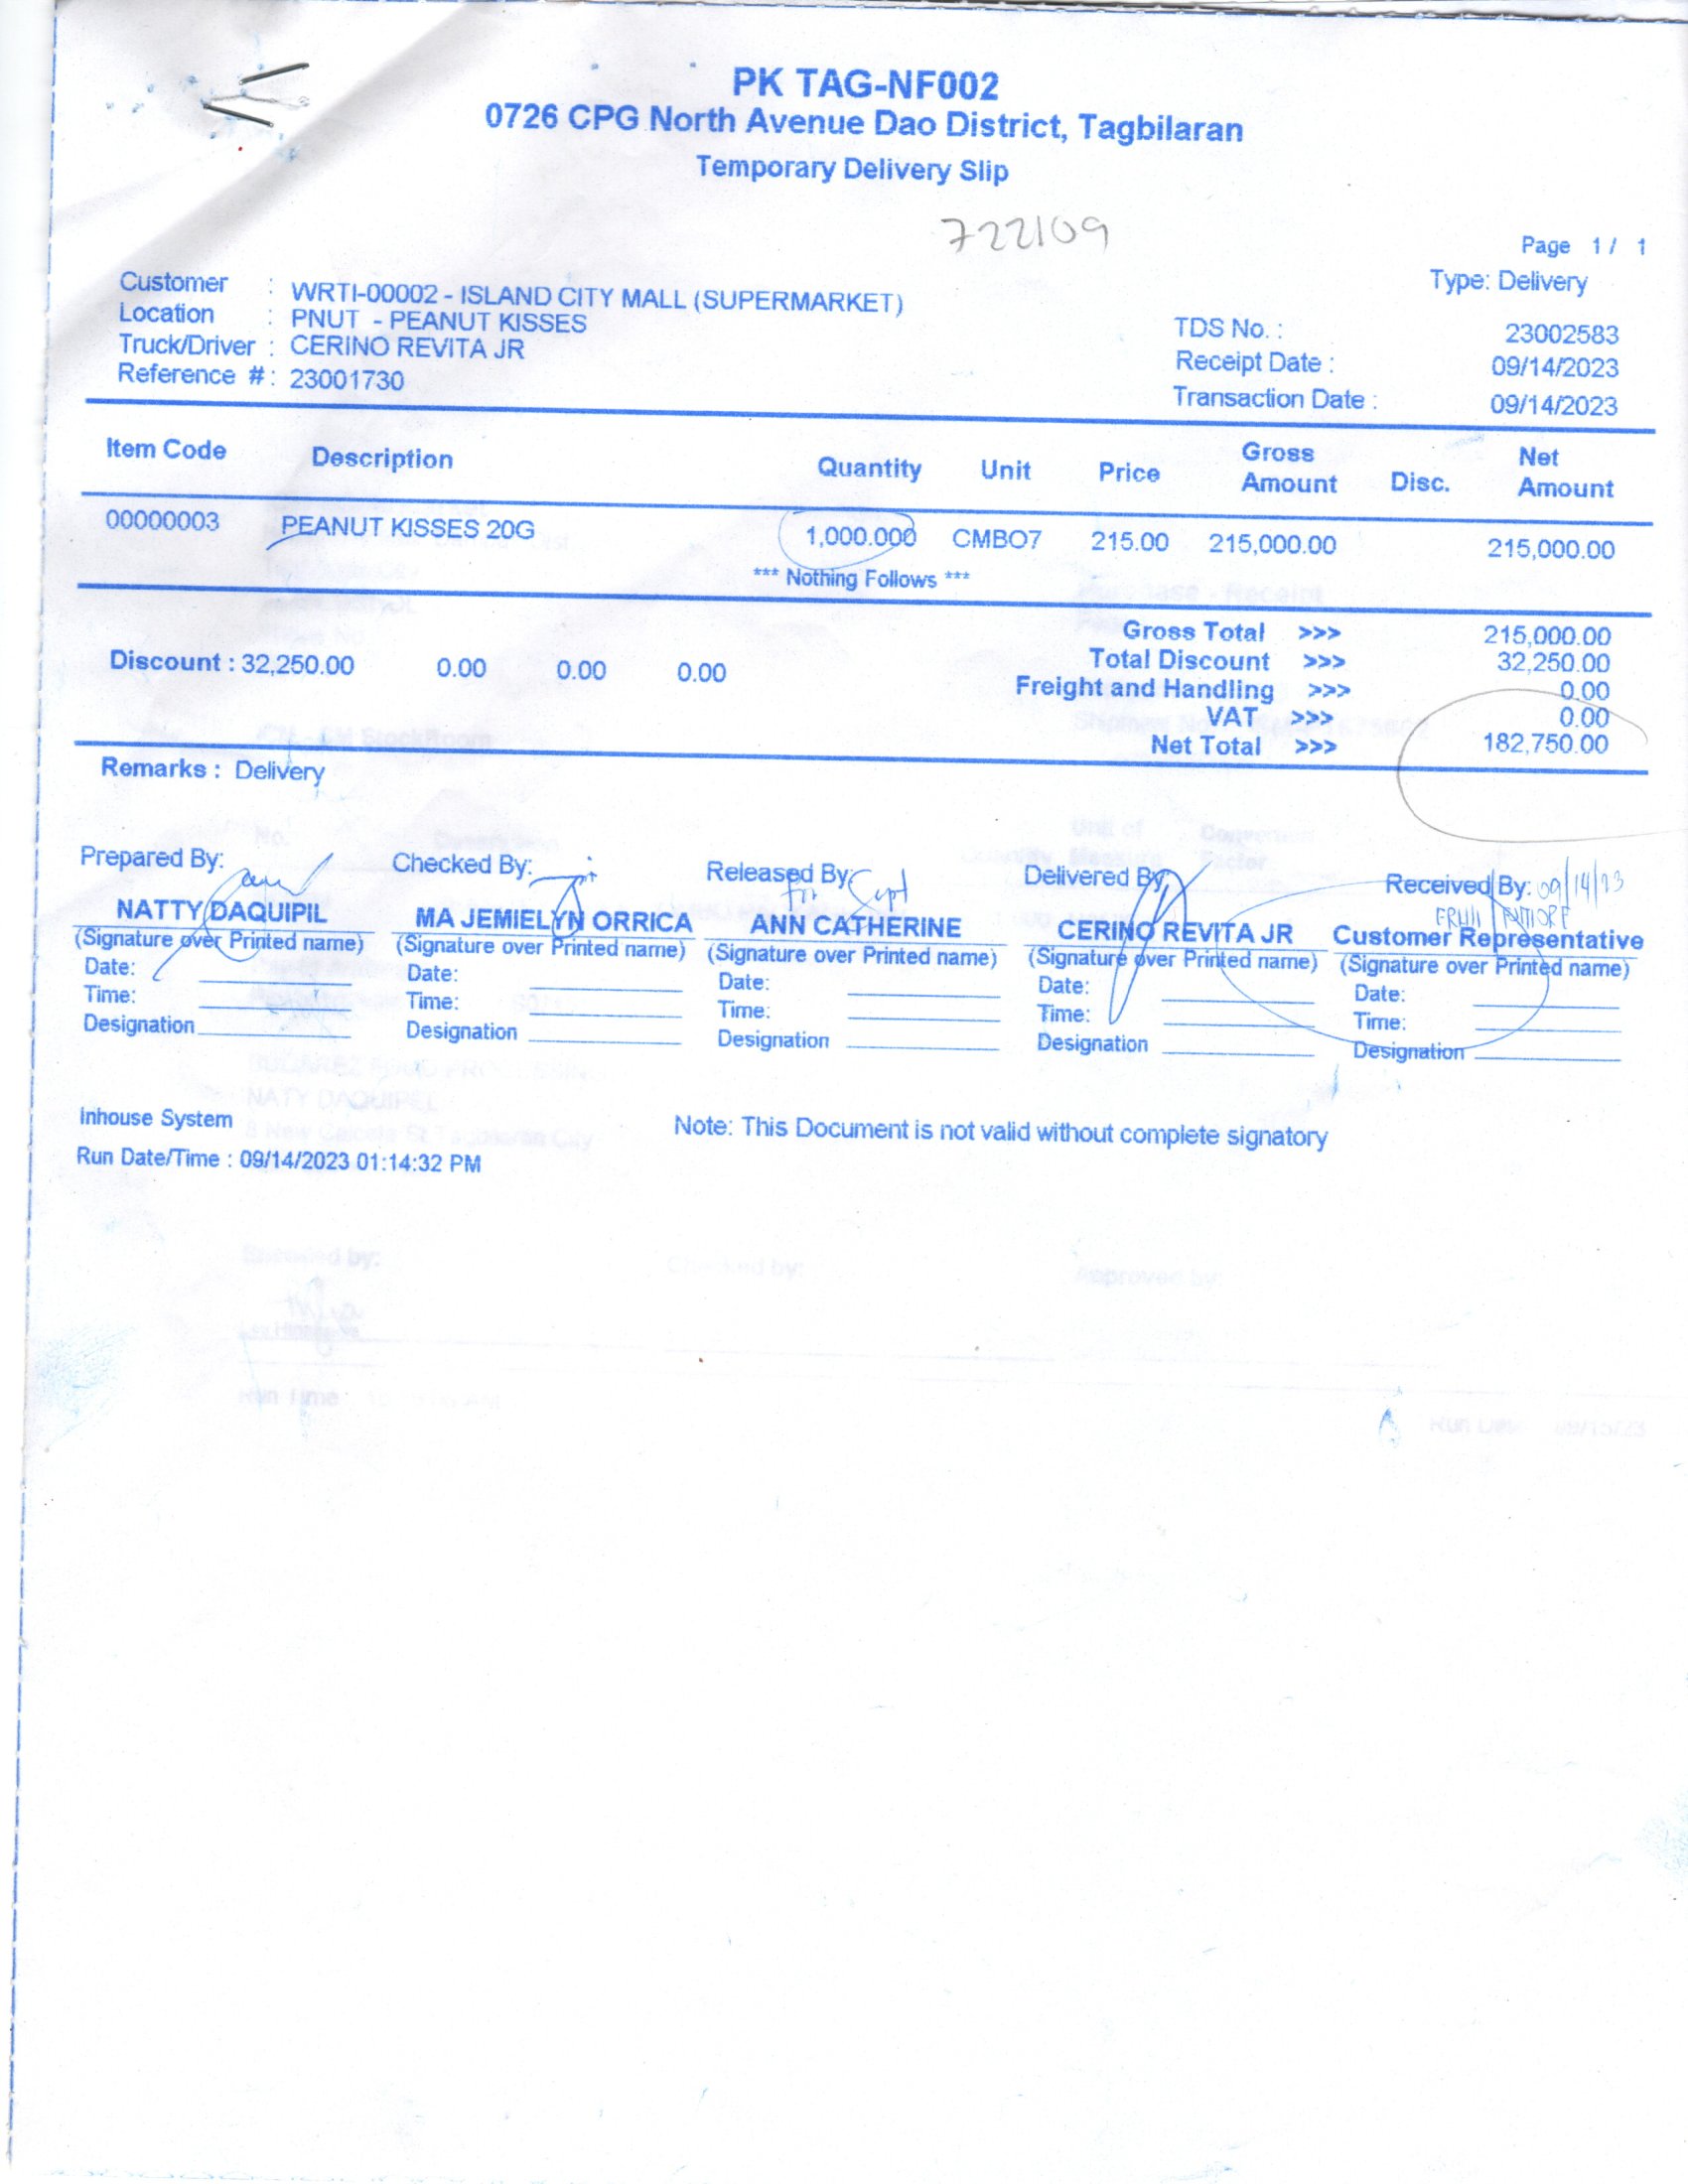 PK TAG-NF002
0726 CPG North Avenue Dao District, Tagbilaran
Temporary Delivery Slip
722109
Page 1 / 1
Type: Delivery
Customer : WRTI-00002 - ISLAND CITY MALL (SUPERMARKET)
Location : PNUT - PEANUT KISSES
Truck/Driver : CERINO REVITA JR
Reference # : 23001730
TDS No. : 23002583
Receipt Date : 09/14/2023
Transaction Date : 09/14/2023
Item Code Description Quantity Unit Price Gross Amount Disc. Net Amount
00000003 PEANUT KISSES 20G 1,000.000 CMBO7 215.00 215,000.00 215,000.00
*** Nothing Follows ***
Discount : 32,250.00 0.00 0.00 0.00
Gross Total >>> 215,000.00
Total Discount >>> 32,250.00
Freight and Handling >>> 0.00
VAT >>> 0.00
Net Total >>> 182,750.00
Remarks : Delivery
Prepared By: Checked By: Released By: Delivered By: Received By: 09/14/23
NATTY DAQUIPIL MA JEMIELYN ORRICA ANN CATHERINE CERINO REVITA JR Customer Representative
(Signature over Printed name) (Signature over Printed name) (Signature over Printed name) (Signature over Printed name) (Signature over Printed name)
Date: Date: Date: Date: Date:
Time: Time: Time: Time: Time:
Designation Designation Designation Designation Designation
Inhouse System
Note: This Document is not valid without complete signatory
Run Date/Time : 09/14/2023 01:14:32 PM